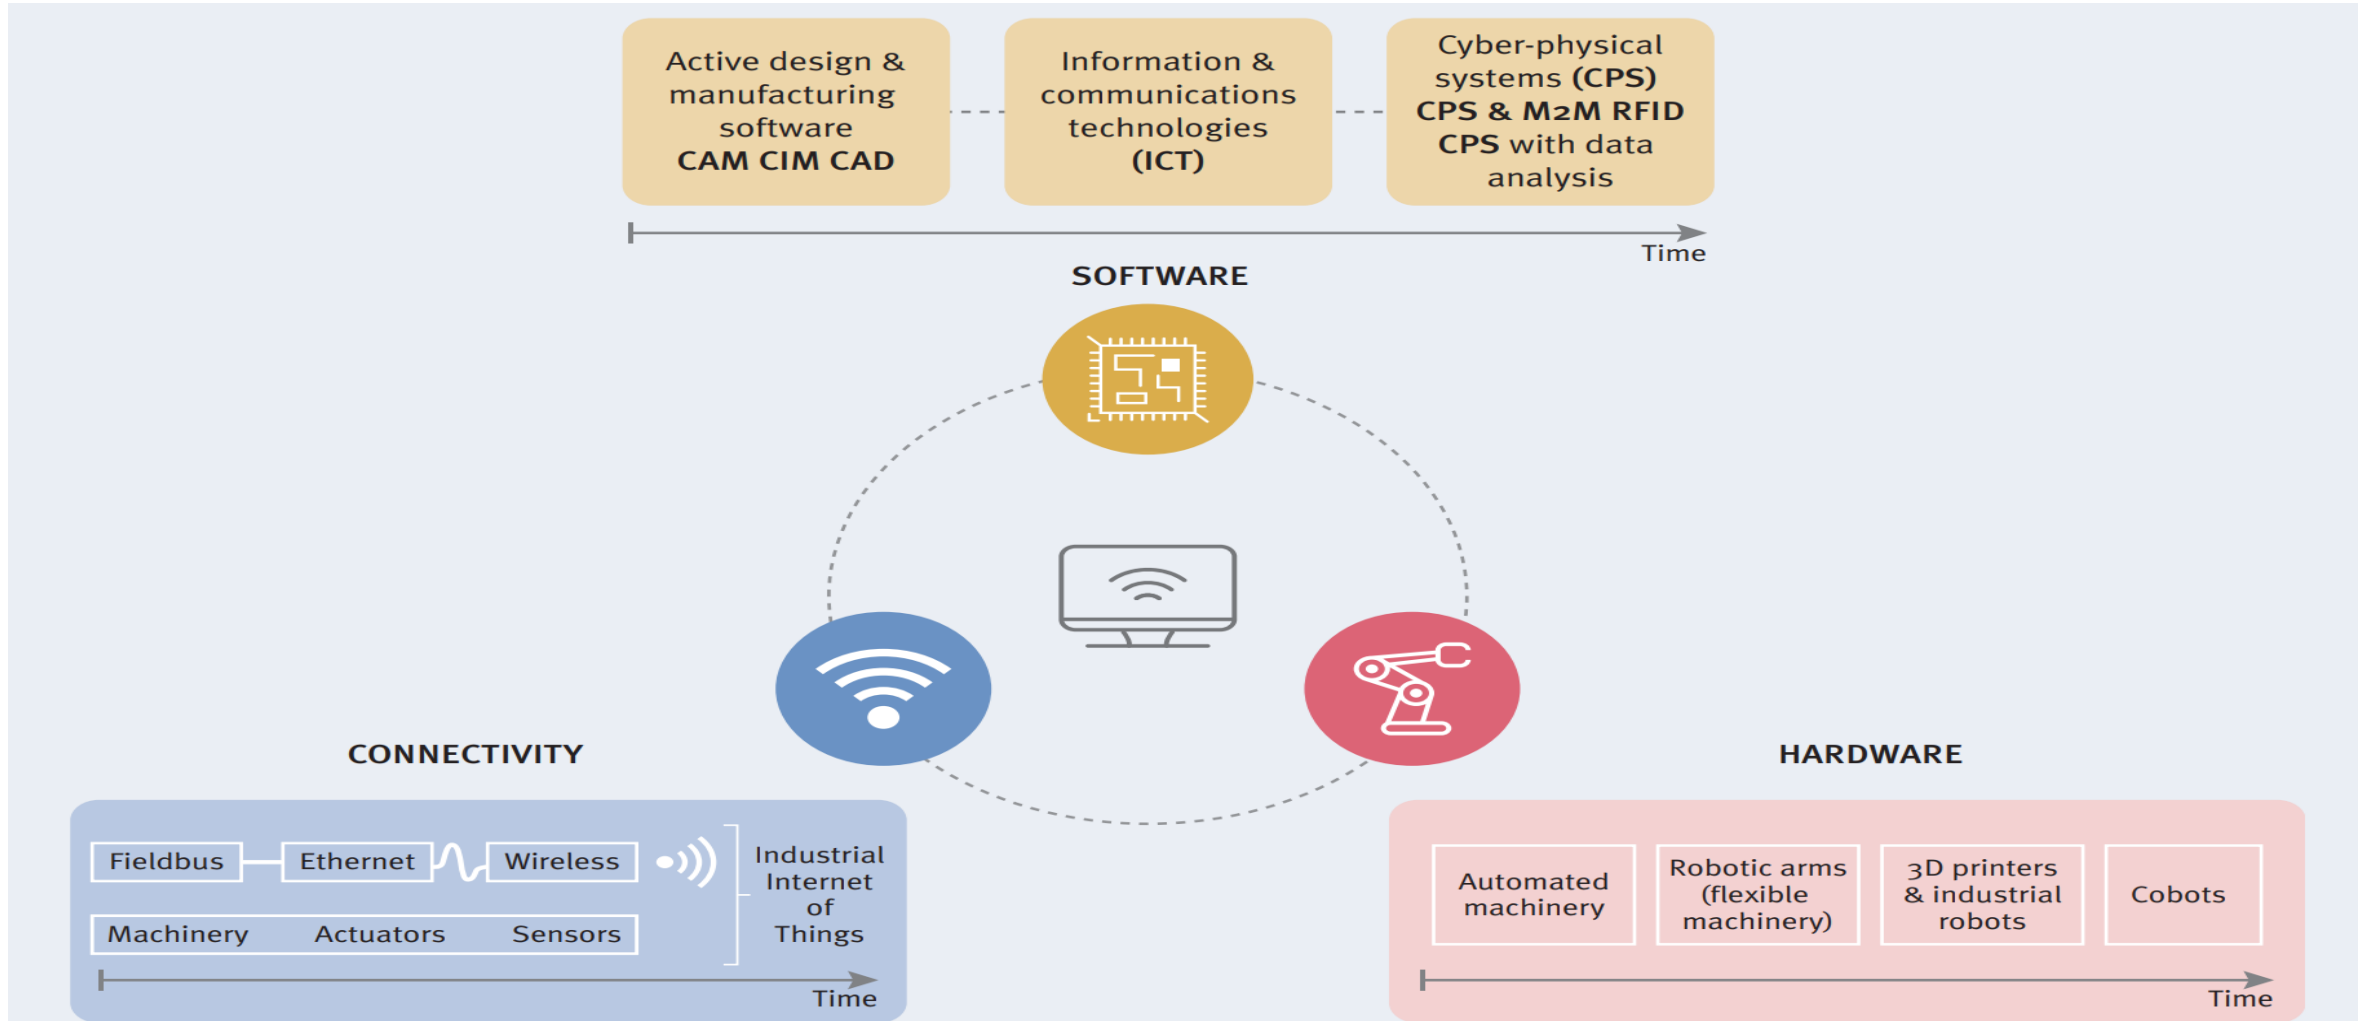 Active design &
manufacturing
software
CAM CIM CAD
Information &
communications
technologies
(ICT)
Cyber-physical
systems (CPS)
CPS & M2M RFID
CPS with data
analysis
Time
SOFTWARE
CONNECTIVITY
Fieldbus
Ethernet
Wireless
Machinery Actuators Sensors
Industrial
Internet
of
Things
Time
HARDWARE
Automated
machinery
Robotic arms
(flexible
machinery)
3D printers
& industrial
robots
Cobots
Time